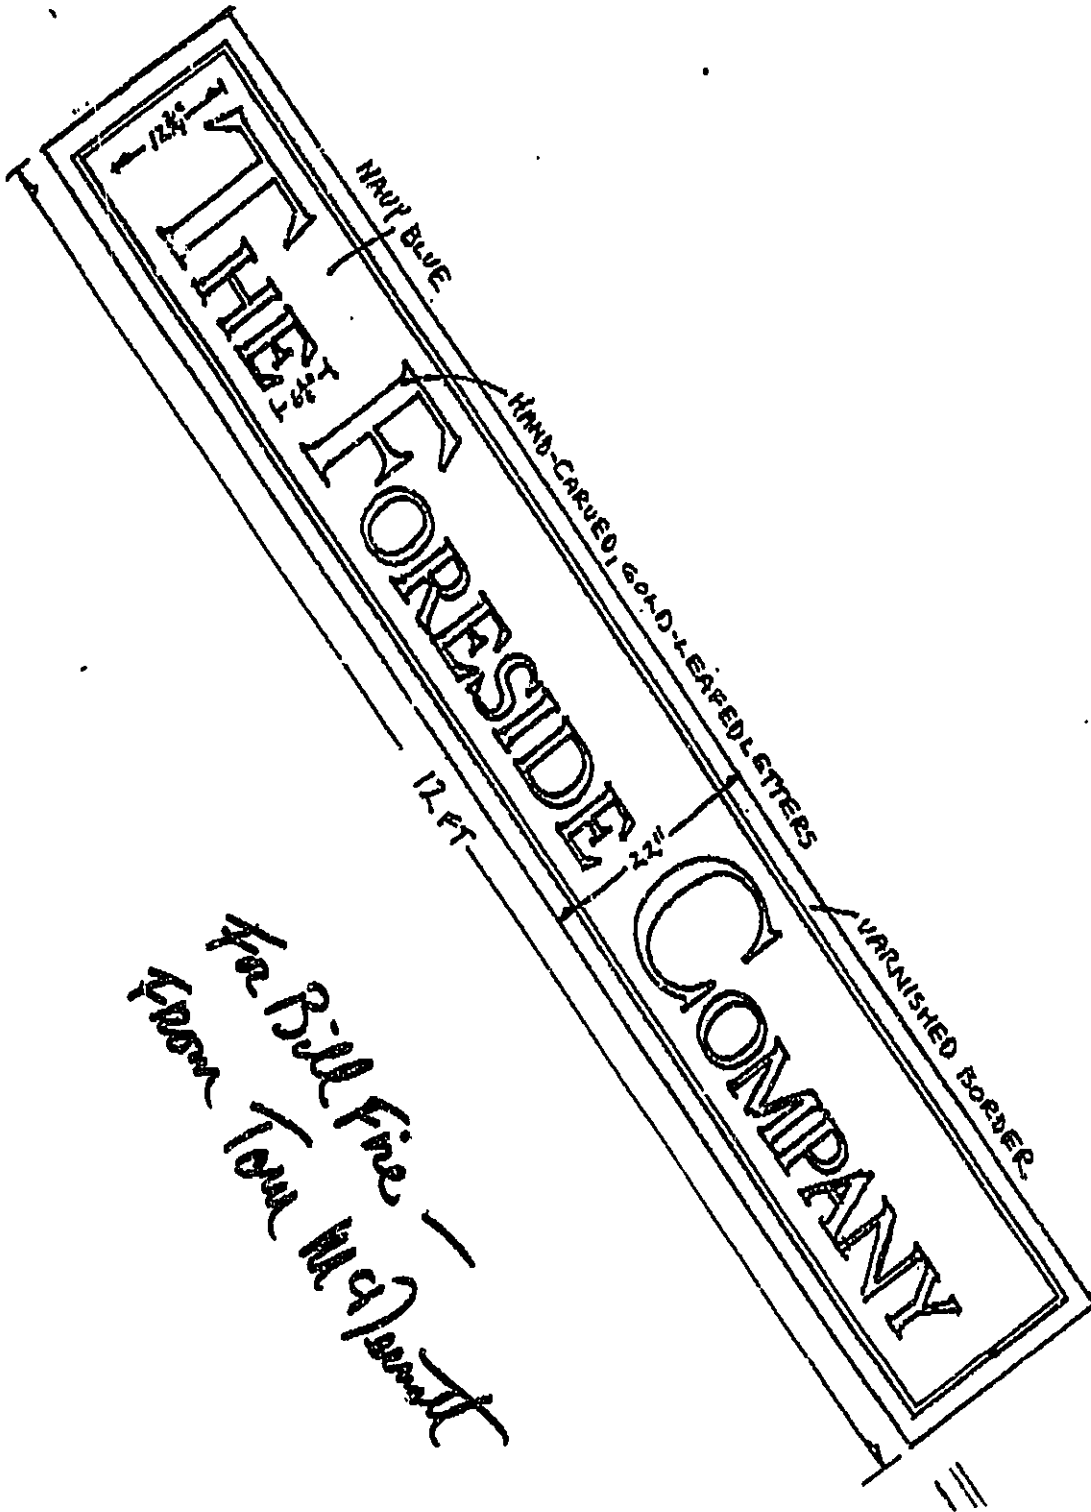 12¾"
NAVY BLUE
THE FORESIDE COMPANY
HAND-CARVED, GOLD-LEAFED LETTERS
22"
VARNISHED BORDER
12 FT
For Bill Fine –
From Tom McDermott